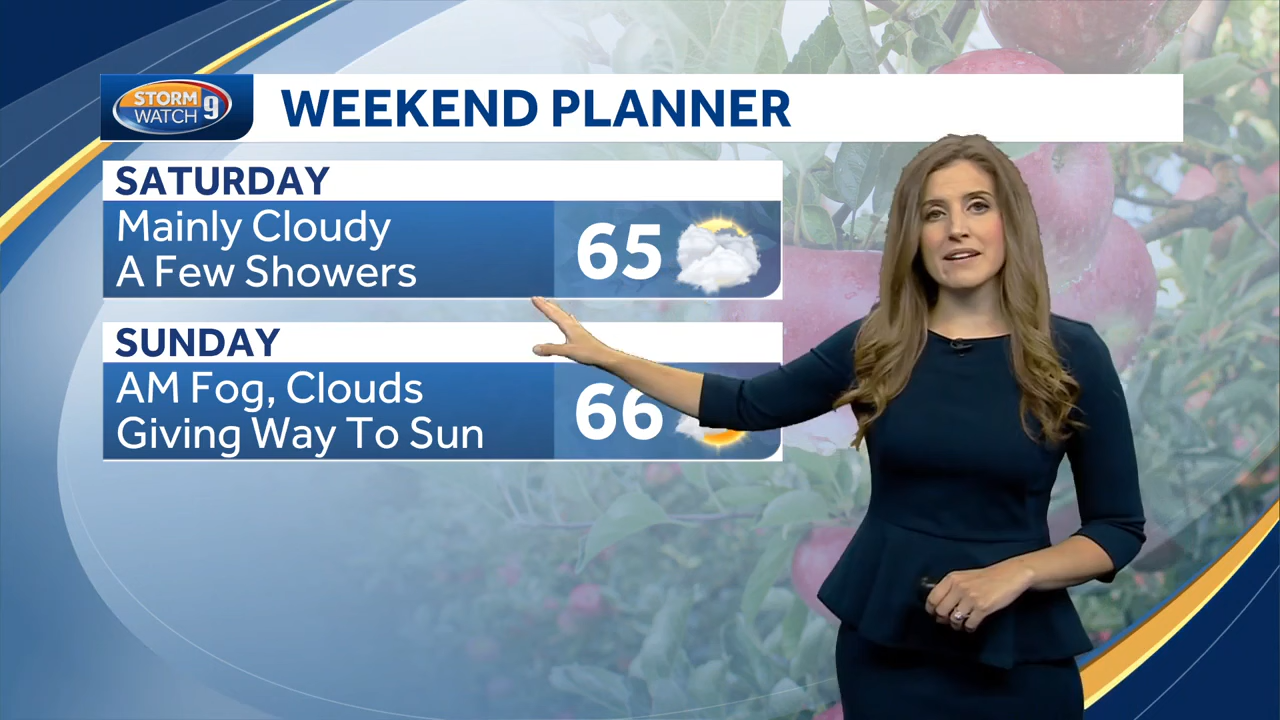 STORM
WATCH 9
WEEKEND PLANNER
SATURDAY
Mainly Cloudy
A Few Showers
65
SUNDAY
AM Fog, Clouds
Giving Way To Sun
66